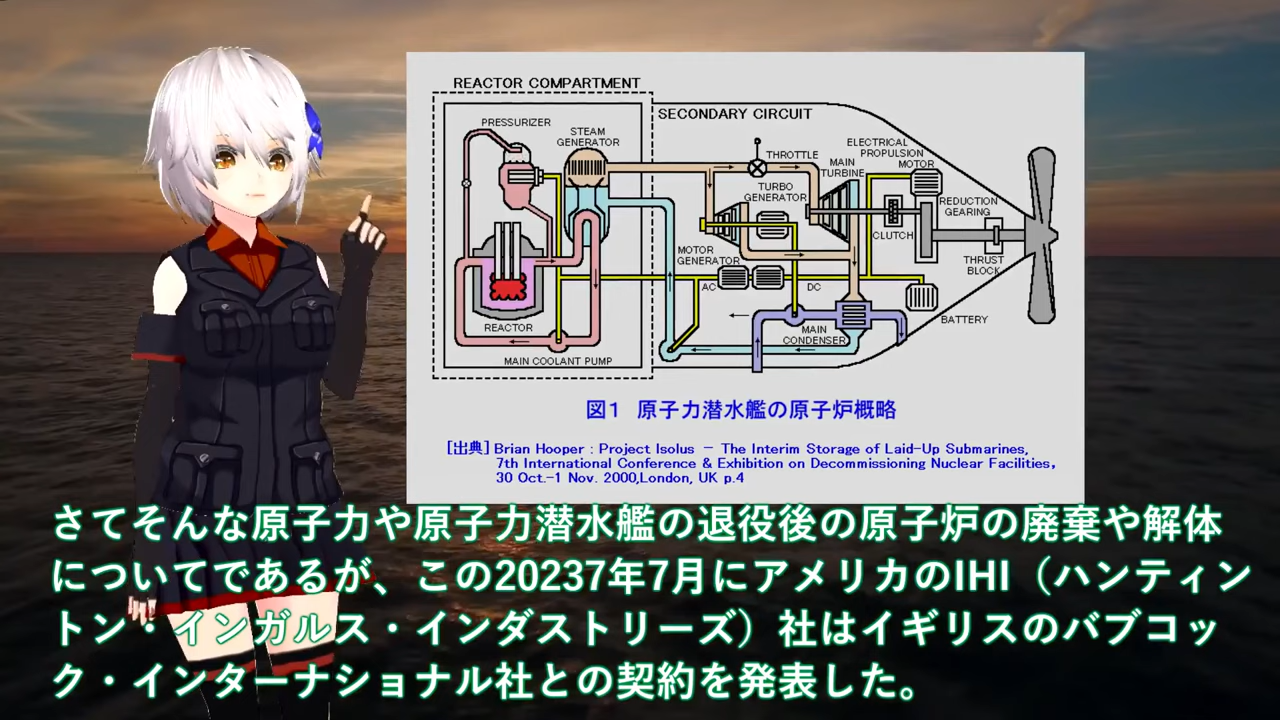 REACTOR COMPARTMENT
SECONDARY CIRCUIT
PRESSURIZER
STEAM
GENERATOR
THROTTLE
ELECTRICAL
PROPULSION
MOTOR
MAIN
TURBINE
TURBO
GENERATOR
REDUCTION
GEARING
CLUTCH
MOTOR
GENERATOR
THRUST
BLOCK
AC
DC
REACTOR
BATTERY
MAIN
CONDENSER
MAIN COOLANT PUMP
図1 原子力潜水艦の原子炉概略
[出典] Brian Hooper : Project Isolus − The Interim Storage of Laid-Up Submarines,
7th International Conference & Exhibition on Decommissioning Nuclear Facilities,
30 Oct.-1 Nov. 2000,London, UK p.4
さてそんな原子力や原子力潜水艦の退役後の原子炉の廃棄や解体
についてであるが、この20237年7月にアメリカのIHI（ハンティン
トン・インガルス・インダストリーズ）社はイギリスのバブコッ
ク・インターナショナル社との契約を発表した。